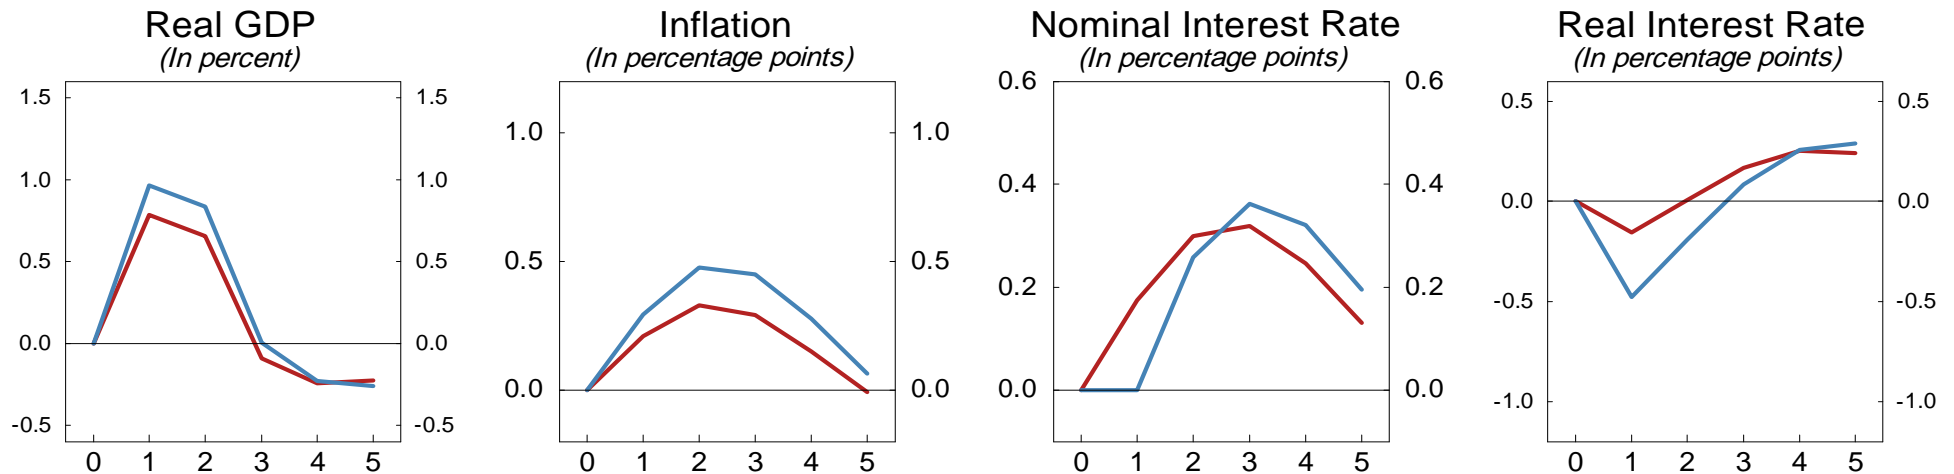 Real GDP
(In percent)
1.5 1.5
1.0 1.0
0.5 0.5
0.0 0.0
-0.5 -0.5
0 1 2 3 4 5
Inflation
(In percentage points)
1.0 1.0
0.5 0.5
0.0 0.0
0 1 2 3 4 5
Nominal Interest Rate
(In percentage points)
0.6 0.6
0.4 0.4
0.2 0.2
0.0 0.0
0 1 2 3 4 5
Real Interest Rate
(In percentage points)
0.5 0.5
0.0 0.0
-0.5 -0.5
-1.0 -1.0
0 1 2 3 4 5